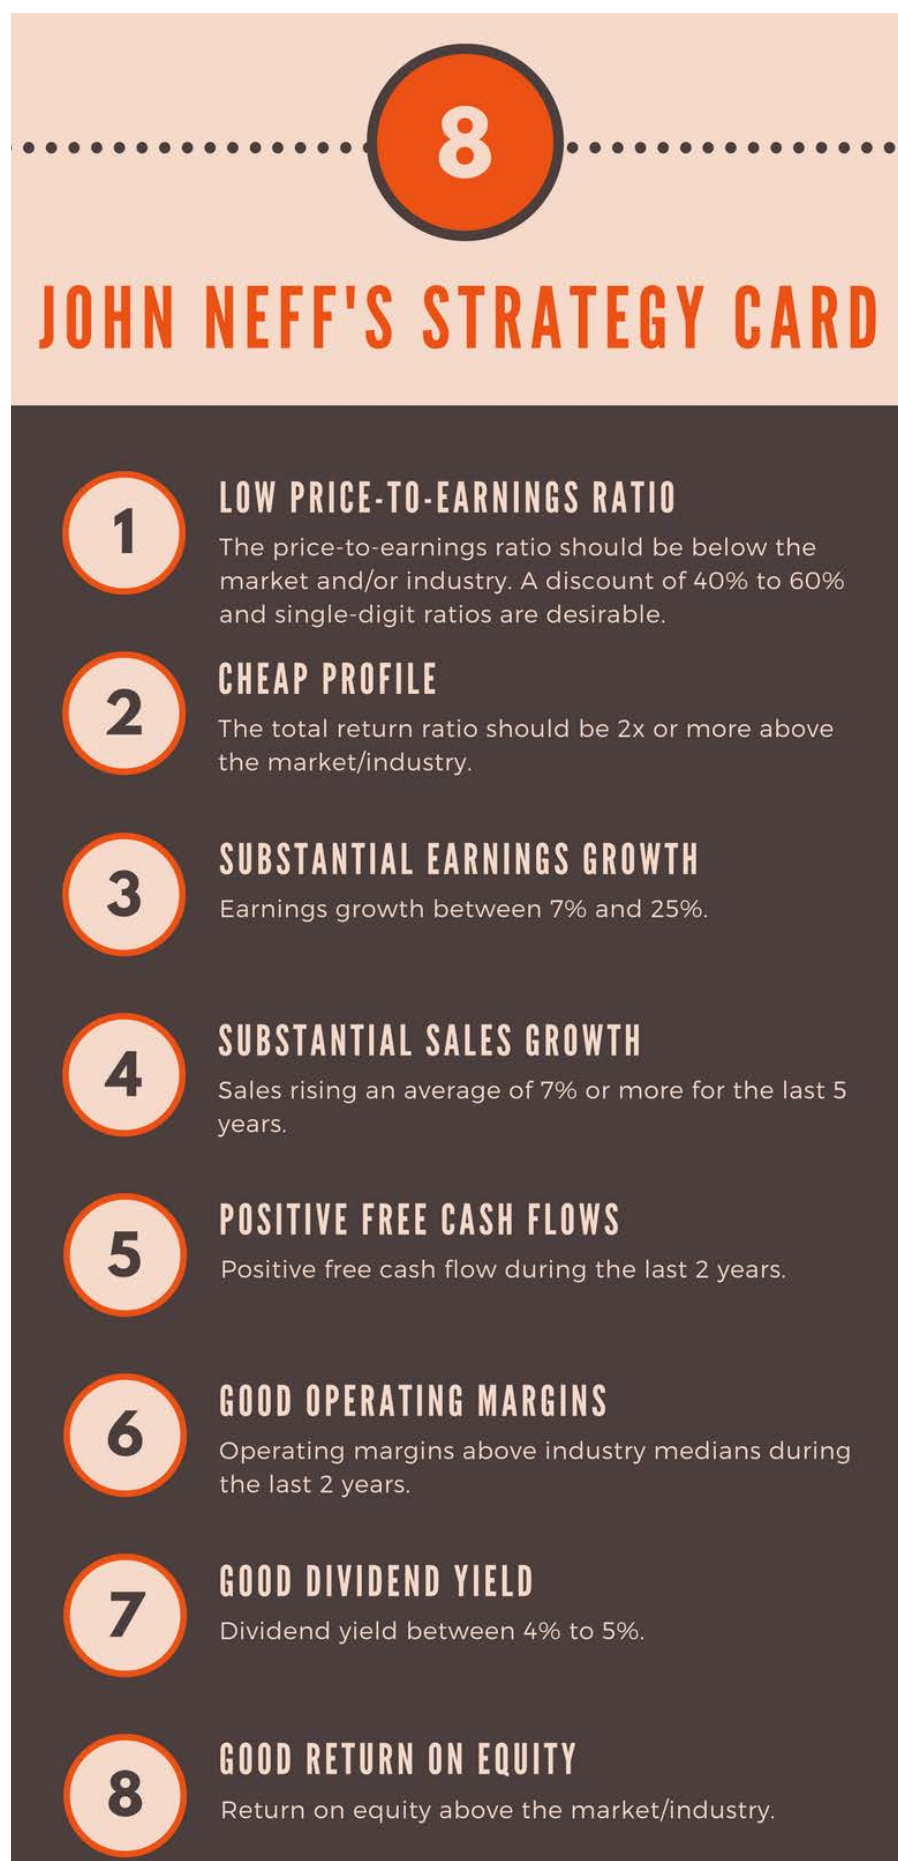 8
JOHN NEFF'S STRATEGY CARD
1
LOW PRICE-TO-EARNINGS RATIO
The price-to-earnings ratio should be below the
market and/or industry. A discount of 40% to 60%
and single-digit ratios are desirable.
2
CHEAP PROFILE
The total return ratio should be 2x or more above
the market/industry.
3
SUBSTANTIAL EARNINGS GROWTH
Earnings growth between 7% and 25%.
4
SUBSTANTIAL SALES GROWTH
Sales rising an average of 7% or more for the last 5
years.
5
POSITIVE FREE CASH FLOWS
Positive free cash flow during the last 2 years.
6
GOOD OPERATING MARGINS
Operating margins above industry medians during
the last 2 years.
7
GOOD DIVIDEND YIELD
Dividend yield between 4% to 5%.
8
GOOD RETURN ON EQUITY
Return on equity above the market/industry.